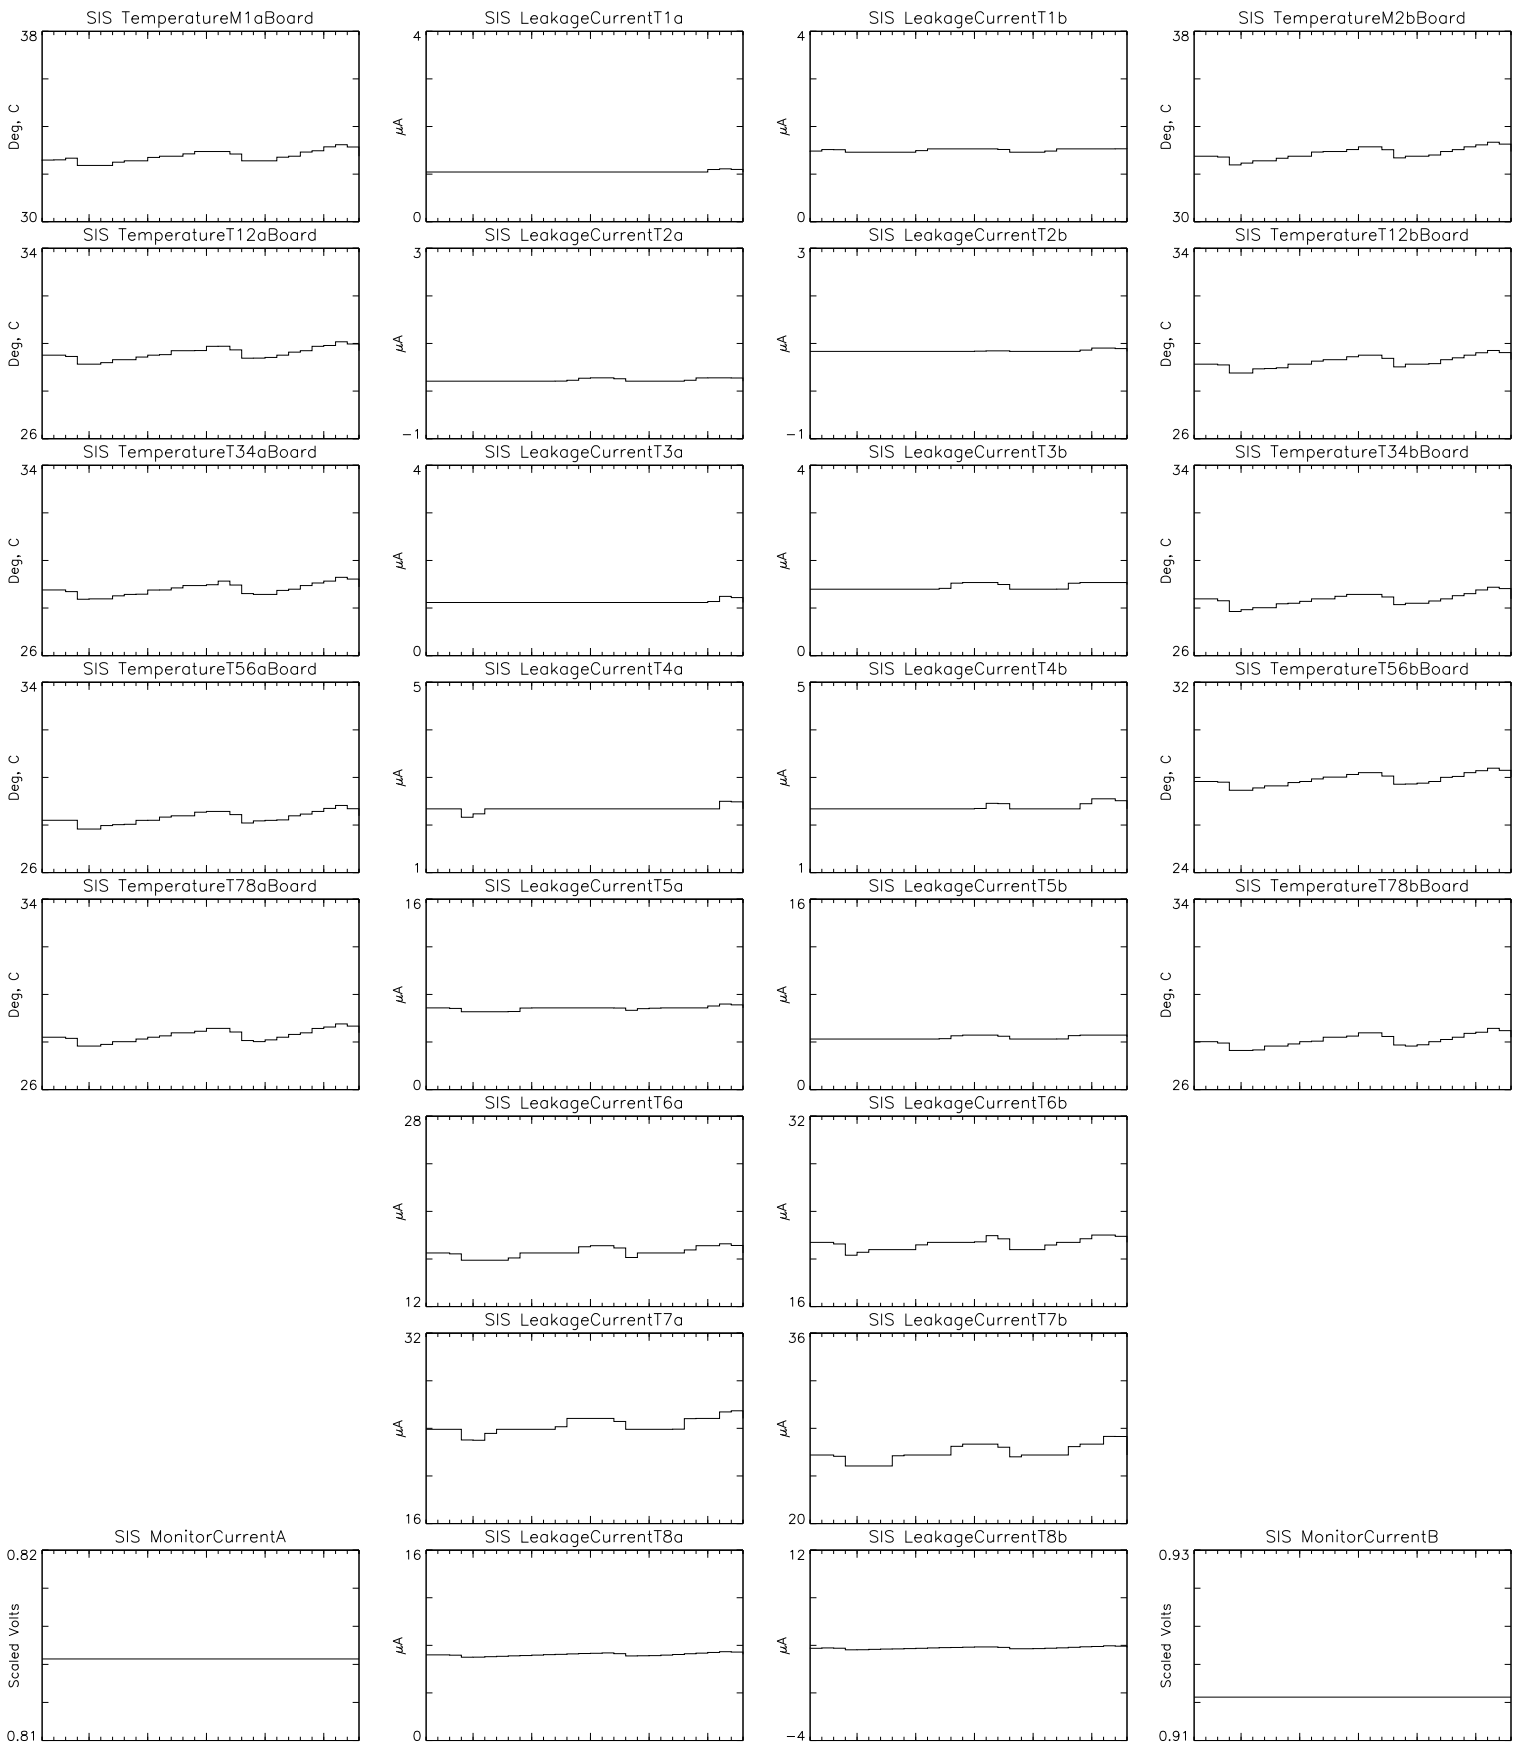 SIS TemperatureM1aBoard
38
Deg, C
30
SIS LeakageCurrentT1a
4
μA
0
SIS LeakageCurrentT1b
4
μA
0
SIS TemperatureM2bBoard
38
Deg, C
30
SIS TemperatureT12aBoard
34
Deg, C
26
SIS LeakageCurrentT2a
3
μA
−1
SIS LeakageCurrentT2b
3
μA
−1
SIS TemperatureT12bBoard
34
Deg, C
26
SIS TemperatureT34aBoard
34
Deg, C
26
SIS LeakageCurrentT3a
4
μA
0
SIS LeakageCurrentT3b
4
μA
0
SIS TemperatureT34bBoard
34
Deg, C
26
SIS TemperatureT56aBoard
34
Deg, C
26
SIS LeakageCurrentT4a
5
μA
1
SIS LeakageCurrentT4b
5
μA
1
SIS TemperatureT56bBoard
32
Deg, C
24
SIS TemperatureT78aBoard
34
Deg, C
26
SIS LeakageCurrentT5a
16
μA
0
SIS LeakageCurrentT5b
16
μA
0
SIS TemperatureT78bBoard
34
Deg, C
26
SIS LeakageCurrentT6a
28
μA
12
SIS LeakageCurrentT6b
32
μA
16
SIS LeakageCurrentT7a
32
μA
16
SIS LeakageCurrentT7b
36
μA
20
SIS MonitorCurrentA
0.82
Scaled Volts
0.81
SIS LeakageCurrentT8a
16
μA
0
SIS LeakageCurrentT8b
12
μA
−4
SIS MonitorCurrentB
0.93
Scaled Volts
0.91